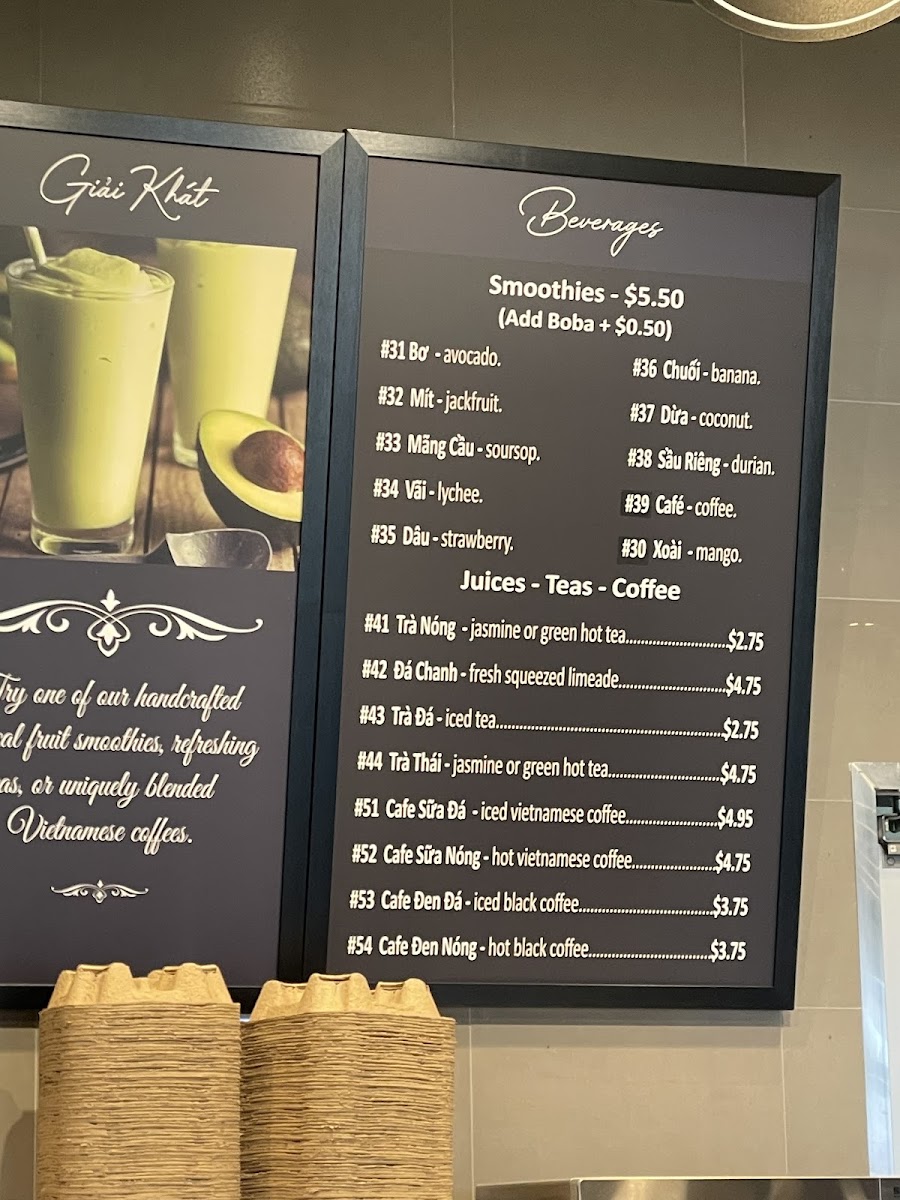 Giải Khát
Try one of our handcrafted
cal fruit smoothies, refreshing
as, or uniquely blended
Vietnamese coffees.
Beverages
Smoothies - $5.50
(Add Boba + $0.50)
#31 Bơ - avocado.
#32 Mít - jackfruit.
#33 Mãng Cầu - soursop.
#34 Vãi - lychee.
#35 Dâu - strawberry.
#36 Chuối - banana.
#37 Dừa - coconut.
#38 Sầu Riêng - durian.
#39 Café - coffee.
#30 Xoài - mango.
Juices - Teas - Coffee
#41 Trà Nóng - jasmine or green hot tea..........................$2.75
#42 Đá Chanh - fresh squeezed limeade...........................$4.75
#43 Trà Đá - iced tea................................................................$2.75
#44 Trà Thái - jasmine or green hot tea............................$4.75
#51 Cafe Sữa Đá - iced vietnamese coffee.......................$4.95
#52 Cafe Sữa Nóng - hot vietnamese coffee.....................$4.75
#53 Cafe Đen Đá - iced black coffee..................................$3.75
#54 Cafe Đen Nóng - hot black coffee...............................$3.75